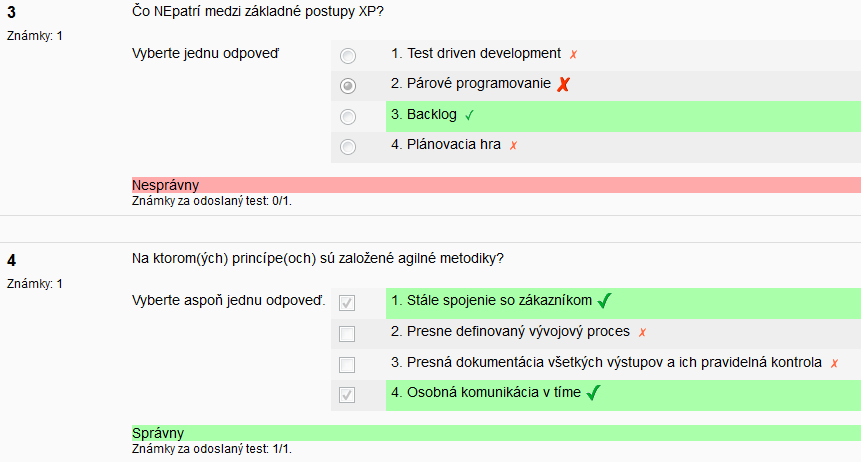 3
Čo NEpatrí medzi základné postupy XP?
Známky: 1
Vyberte jednu odpoveď
1. Test driven development ✗
2. Párové programovanie ✗
3. Backlog ✓
4. Plánovacia hra ✗
Nesprávny
Známky za odoslaný test: 0/1.
4
Na ktorom(ých) princípe(och) sú založené agilné metodiky?
Známky: 1
Vyberte aspoň jednu odpoveď.
1. Stále spojenie so zákazníkom ✓
2. Presne definovaný vývojový proces ✗
3. Presná dokumentácia všetkých výstupov a ich pravidelná kontrola ✗
4. Osobná komunikácia v tíme ✓
Správny
Známky za odoslaný test: 1/1.